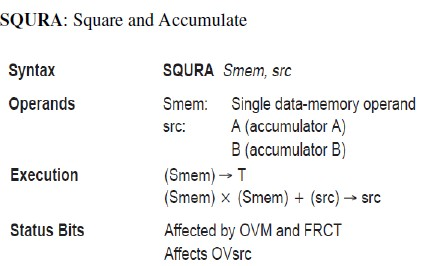 SQURA: Square and Accumulate
Syntax SQURA Smem, src
Operands Smem: Single data-memory operand
src: A (accumulator A)
B (accumulator B)
Execution (Smem) → T
(Smem) × (Smem) + (src) → src
Status Bits Affected by OVM and FRCT
Affects OVsrc